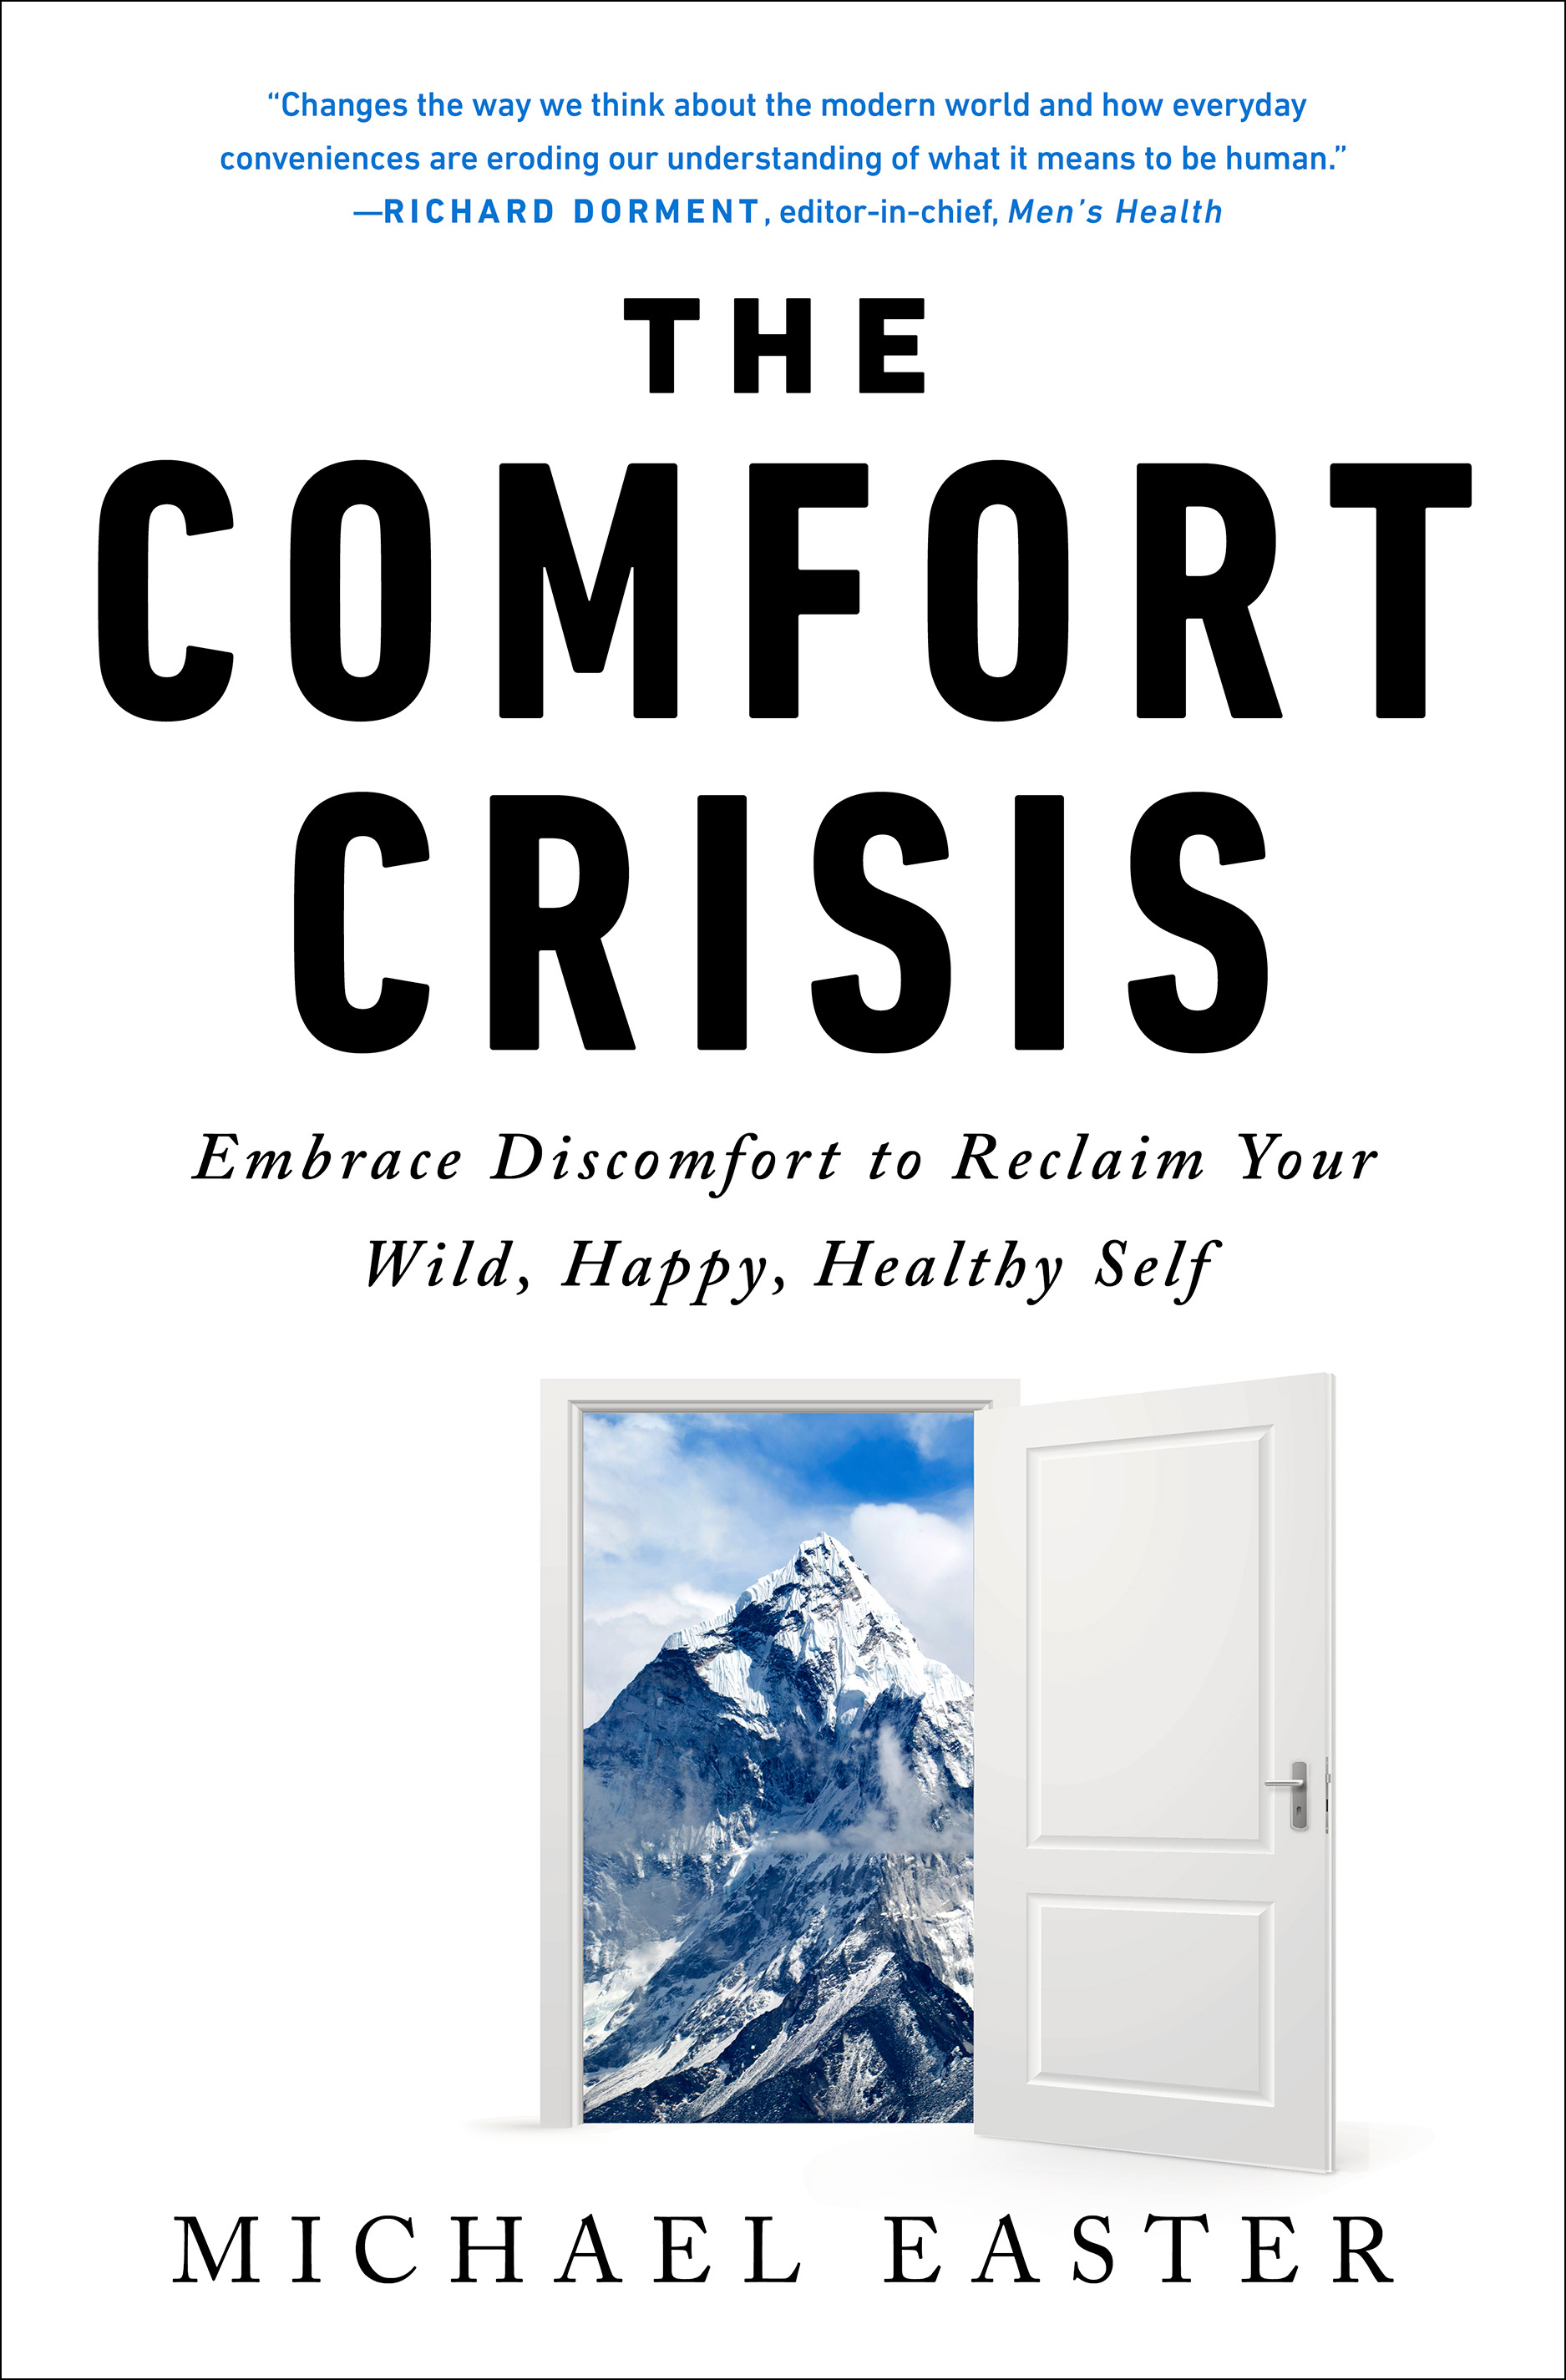 “Changes the way we think about the modern world and how everyday
conveniences are eroding our understanding of what it means to be human.”
—RICHARD DORMENT, editor-in-chief, Men’s Health
THE
COMFORT
CRISIS
Embrace Discomfort to Reclaim Your
Wild, Happy, Healthy Self
MICHAEL EASTER